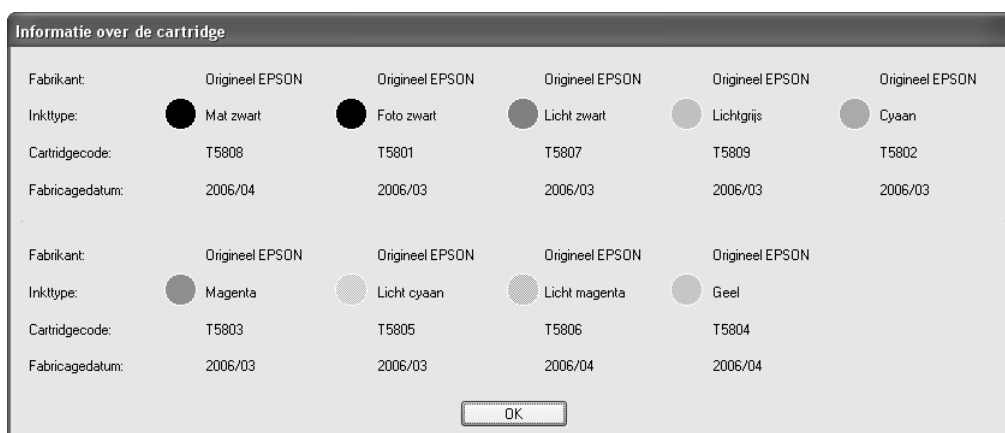 Informatie over de cartridge
Fabrikant: Origineel EPSON Origineel EPSON Origineel EPSON Origineel EPSON Origineel EPSON
Inkttype: Mat zwart Foto zwart Licht zwart Lichtgrijs Cyaan
Cartridgecode: T5808 T5801 T5807 T5809 T5802
Fabricagedatum: 2006/04 2006/03 2006/03 2006/03 2006/03
Fabrikant: Origineel EPSON Origineel EPSON Origineel EPSON Origineel EPSON
Inkttype: Magenta Licht cyaan Licht magenta Geel
Cartridgecode: T5803 T5805 T5806 T5804
Fabricagedatum: 2006/03 2006/03 2006/04 2006/04
OK